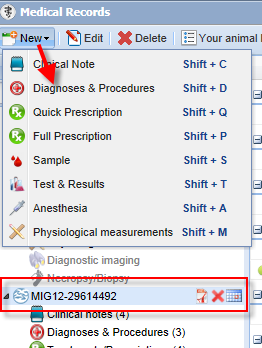 Medical Records
New Edit Delete Your animal
Clinical Note Shift + C
Diagnoses & Procedures Shift + D
Quick Prescription Shift + Q
Full Prescription Shift + P
Sample Shift + S
Test & Results Shift + T
Anesthesia Shift + A
Physiological measurements Shift + M
Diagnostic imaging
Necropsy/Biopsy
MIG12-29614492
Clinical notes (4)
Diagnoses & Procedures (3)